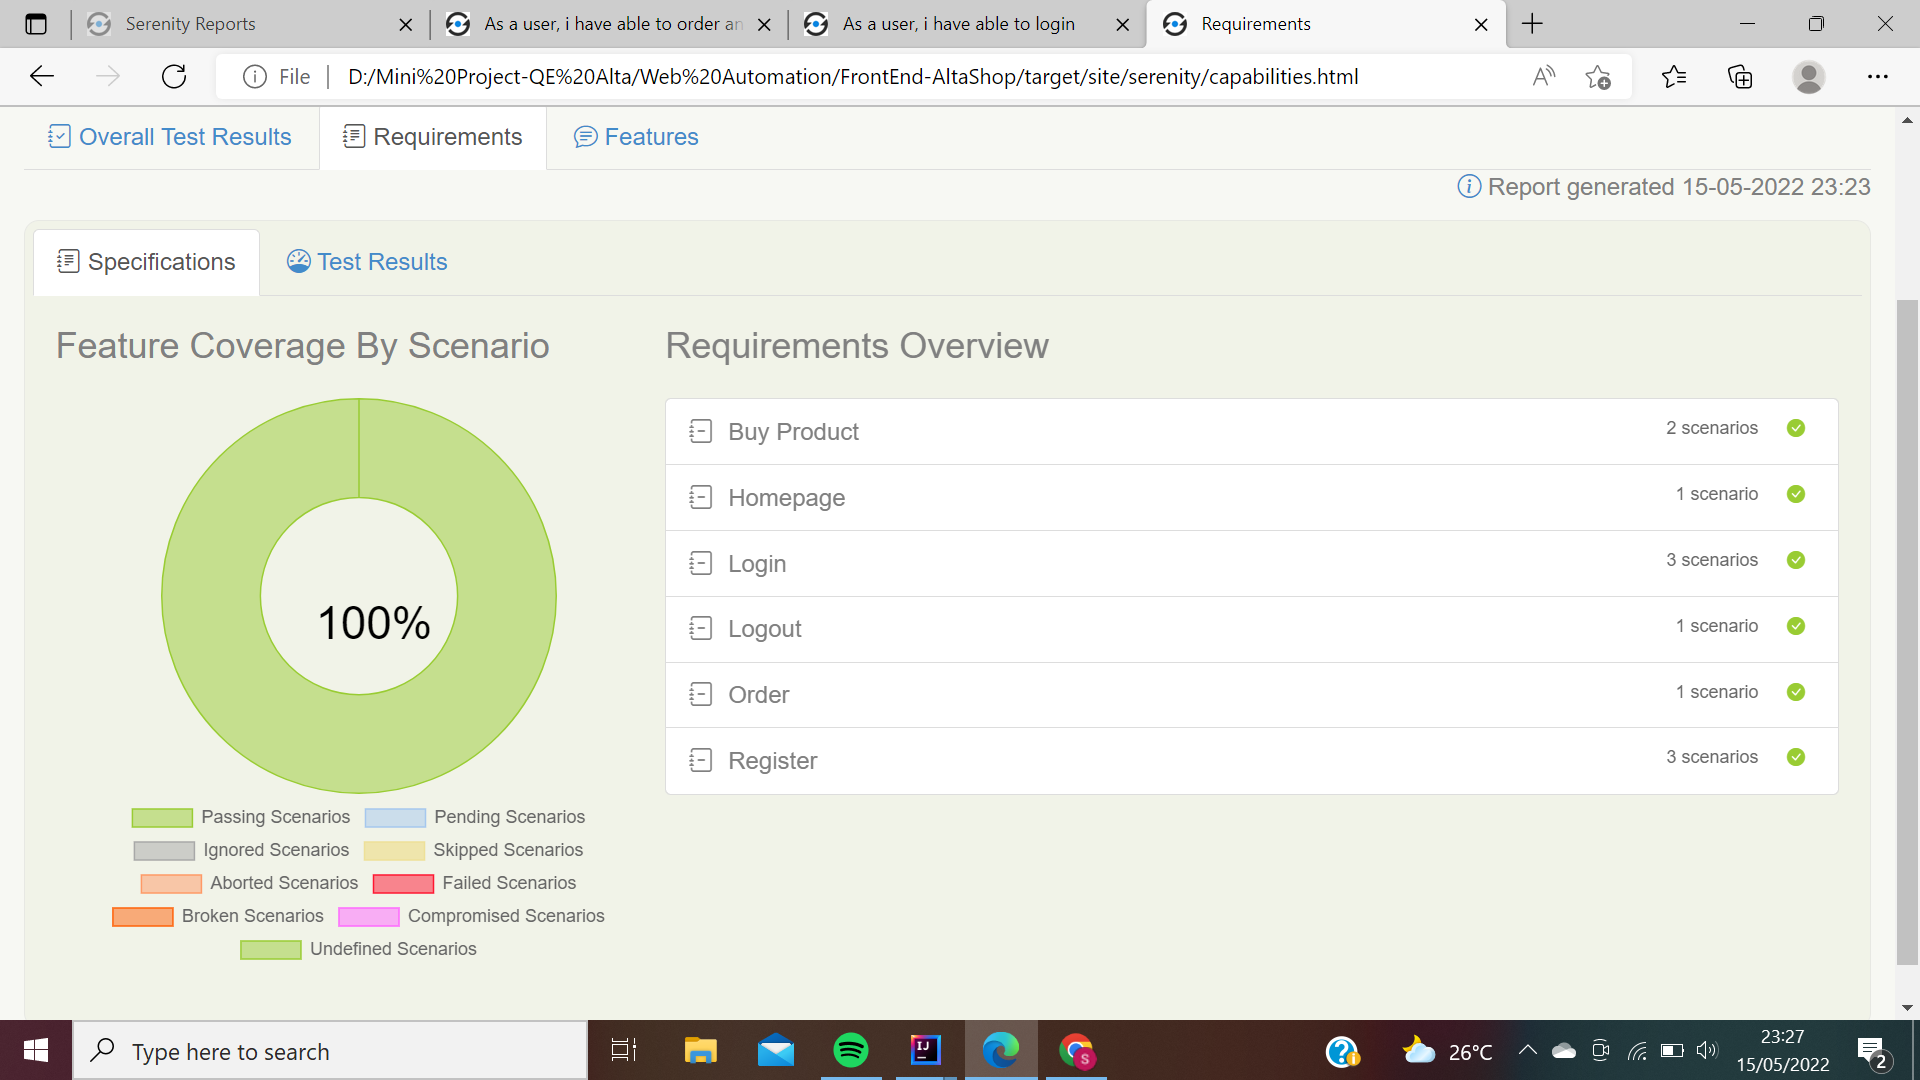 Serenity Reports
As a user, i have able to order an
As a user, i have able to login
Requirements
File
D:/Mini%20Project-QE%20Alta/Web%20Automation/FrontEnd-AltaShop/target/site/serenity/capabilities.html
Overall Test Results
Requirements
Features
Report generated 15-05-2022 23:23
Specifications
Test Results
Feature Coverage By Scenario
100%
Passing Scenarios
Pending Scenarios
Ignored Scenarios
Skipped Scenarios
Aborted Scenarios
Failed Scenarios
Broken Scenarios
Compromised Scenarios
Undefined Scenarios
Requirements Overview
Buy Product 2 scenarios
Homepage 1 scenario
Login 3 scenarios
Logout 1 scenario
Order 1 scenario
Register 3 scenarios
Type here to search
IJ
S
26°C
23:27
15/05/2022
2